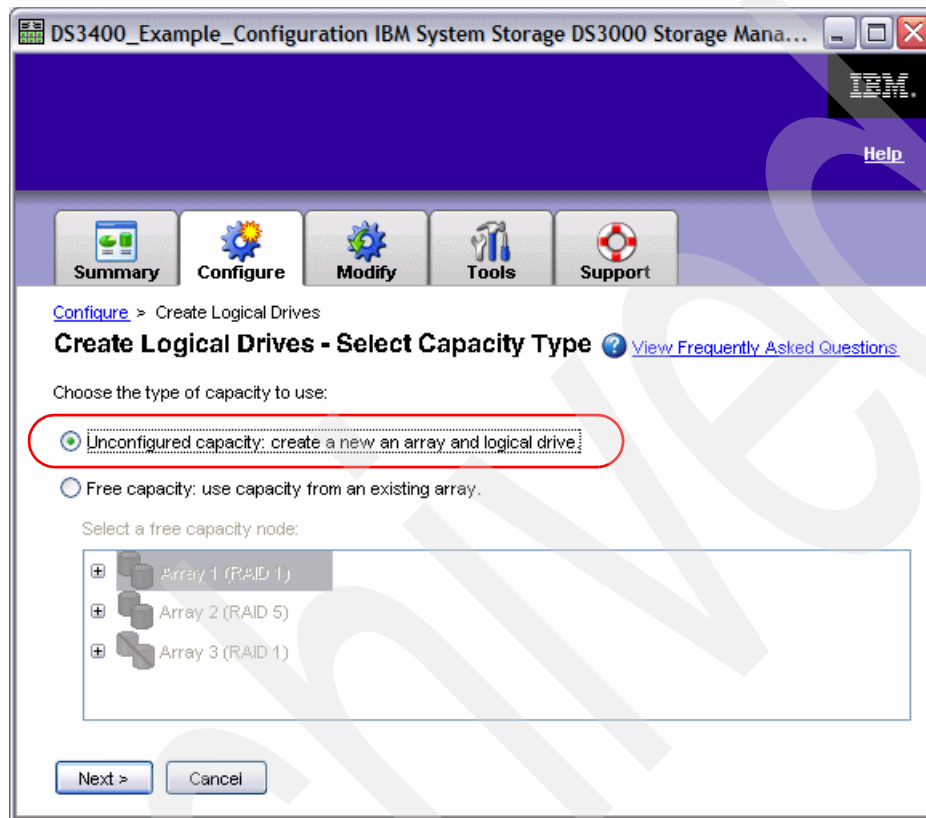 DS3400_Example_Configuration IBM System Storage DS3000 Storage Mana...
IBM.
Help
Summary
Configure
Modify
Tools
Support
Configure > Create Logical Drives
Create Logical Drives - Select Capacity Type ? View Frequently Asked Questions
Choose the type of capacity to use:
Unconfigured capacity: create a new an array and logical drive.
Free capacity: use capacity from an existing array.
Select a free capacity node:
Array 1 (RAID 1)
Array 2 (RAID 5)
Array 3 (RAID 1)
Next >
Cancel